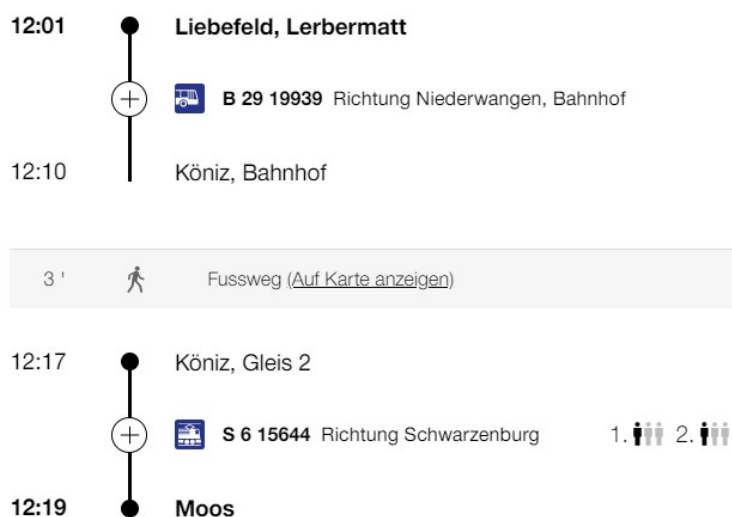 12:01 Liebefeld, Lerbermatt
B 29 19939 Richtung Niederwangen, Bahnhof
12:10 Köniz, Bahnhof
3 ' Fussweg (Auf Karte anzeigen)
12:17 Köniz, Gleis 2
S 6 15644 Richtung Schwarzenburg 1. 2.
12:19 Moos